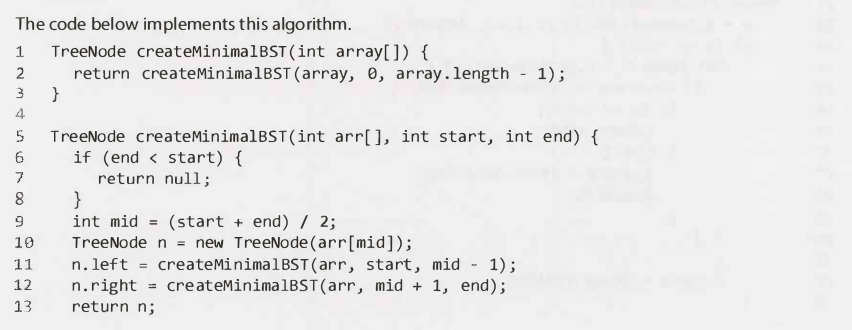 The code below implements this algorithm.
1 TreeNode createMinimalBST(int array[]) {
2 return createMinimalBST(array, 0, array.length - 1);
3 }
4
5 TreeNode createMinimalBST(int arr[], int start, int end) {
6 if (end < start) {
7 return null;
8 }
9 int mid = (start + end) / 2;
10 TreeNode n = new TreeNode(arr[mid]);
11 n.left = createMinimalBST(arr, start, mid - 1);
12 n.right = createMinimalBST(arr, mid + 1, end);
13 return n;